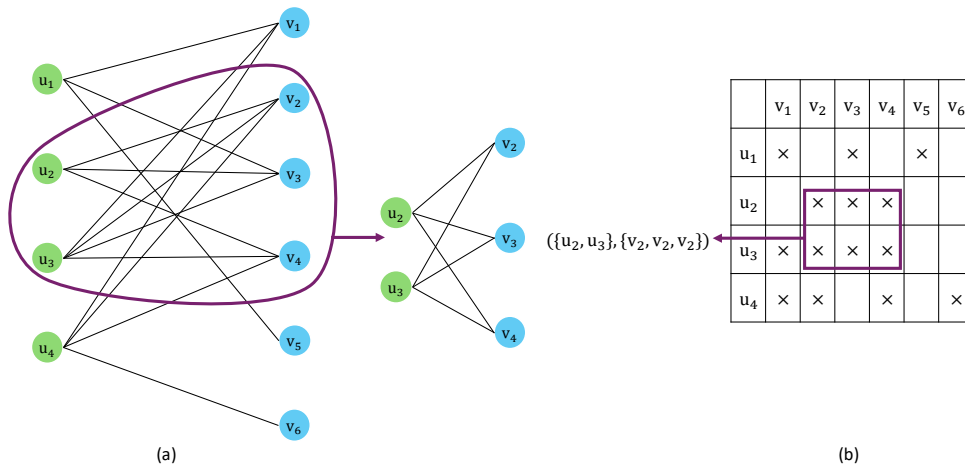 v₁
u₁
v₂
u₂
v₃
u₃
v₄
u₄
v₅
v₆
(a)
v₂
u₂
v₃
u₃
v₄
({u₂, u₃}, {v₂, v₂, v₂})
v₁ v₂ v₃ v₄ v₅ v₆
u₁ × × ×
u₂ × × ×
u₃ × × × ×
u₄ × × × ×
(b)